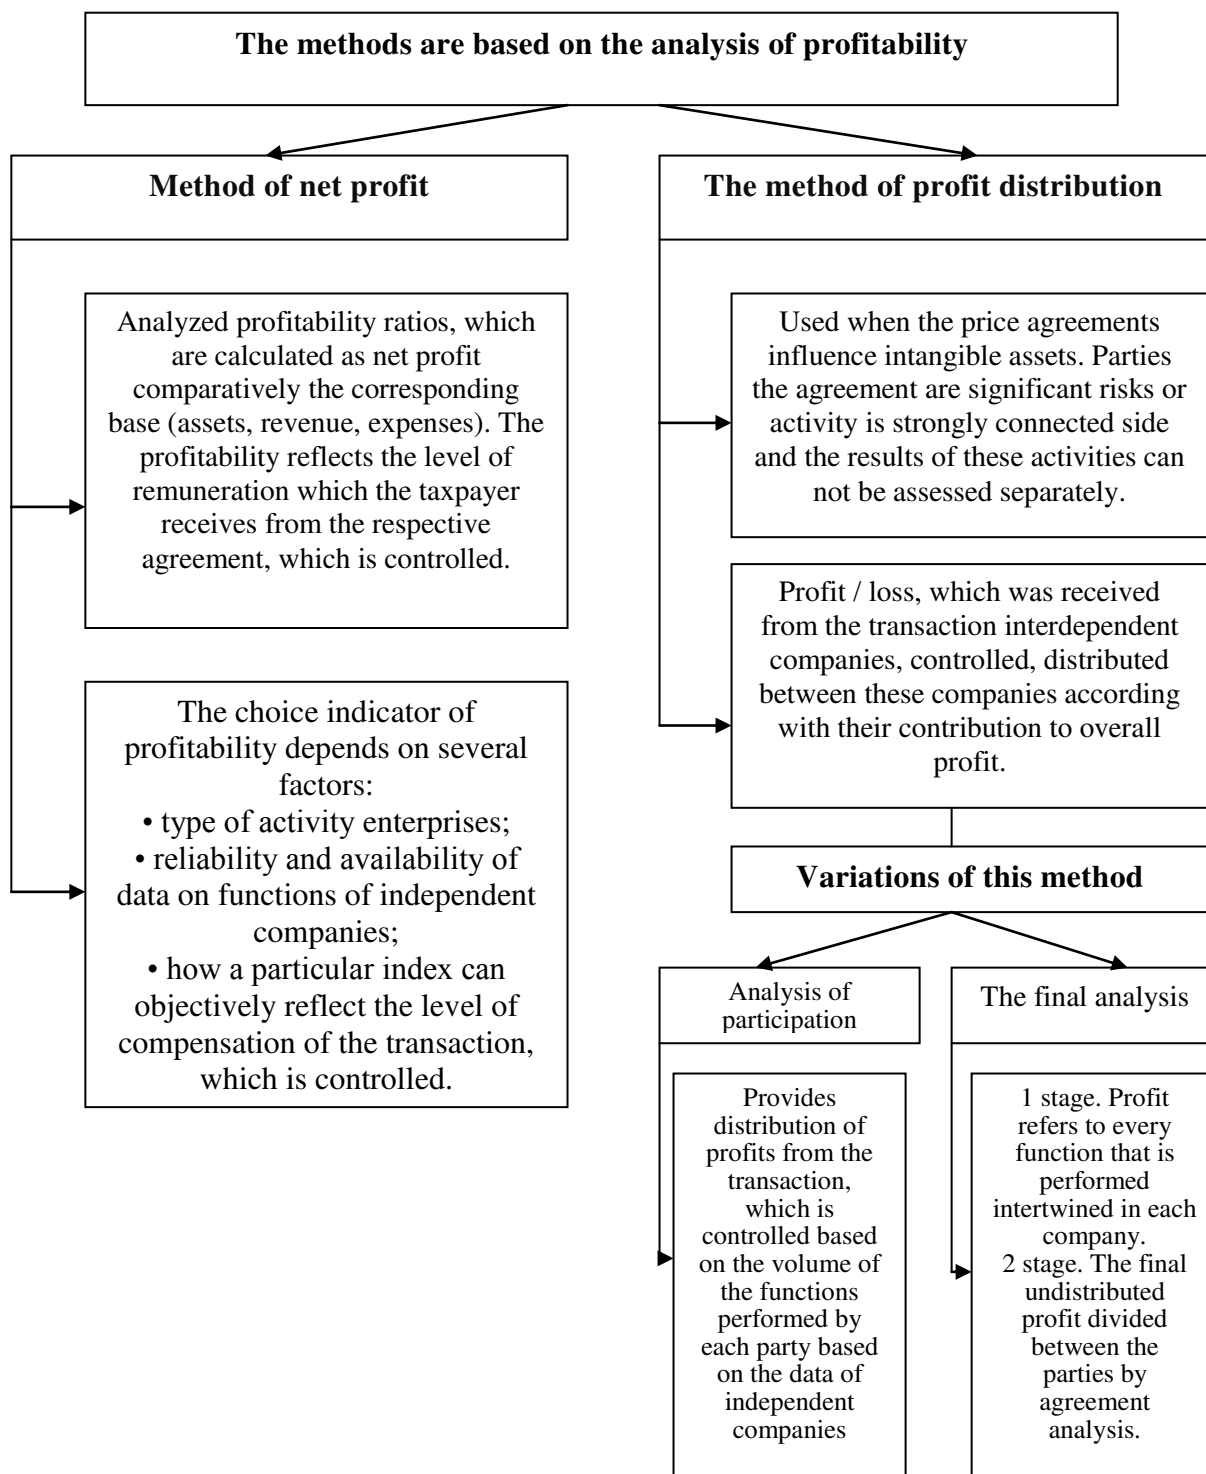 The methods are based on the analysis of profitability
Method of net profit
The method of profit distribution
Analyzed profitability ratios, which
are calculated as net profit
comparatively the corresponding
base (assets, revenue, expenses). The
profitability reflects the level of
remuneration which the taxpayer
receives from the respective
agreement, which is controlled.
The choice indicator of
profitability depends on several
factors:
• type of activity enterprises;
• reliability and availability of
data on functions of independent
companies;
• how a particular index can
objectively reflect the level of
compensation of the transaction,
which is controlled.
Used when the price agreements
influence intangible assets. Parties
the agreement are significant risks or
activity is strongly connected side
and the results of these activities can
not be assessed separately.
Profit / loss, which was received
from the transaction interdependent
companies, controlled, distributed
between these companies according
with their contribution to overall
profit.
Variations of this method
Analysis of
participation
The final analysis
Provides
distribution of
profits from the
transaction,
which is
controlled based
on the volume of
the functions
performed by
each party based
on the data of
independent
companies
1 stage. Profit
refers to every
function that is
performed
intertwined in each
company.
2 stage. The final
undistributed
profit divided
between the
parties by
agreement
analysis.